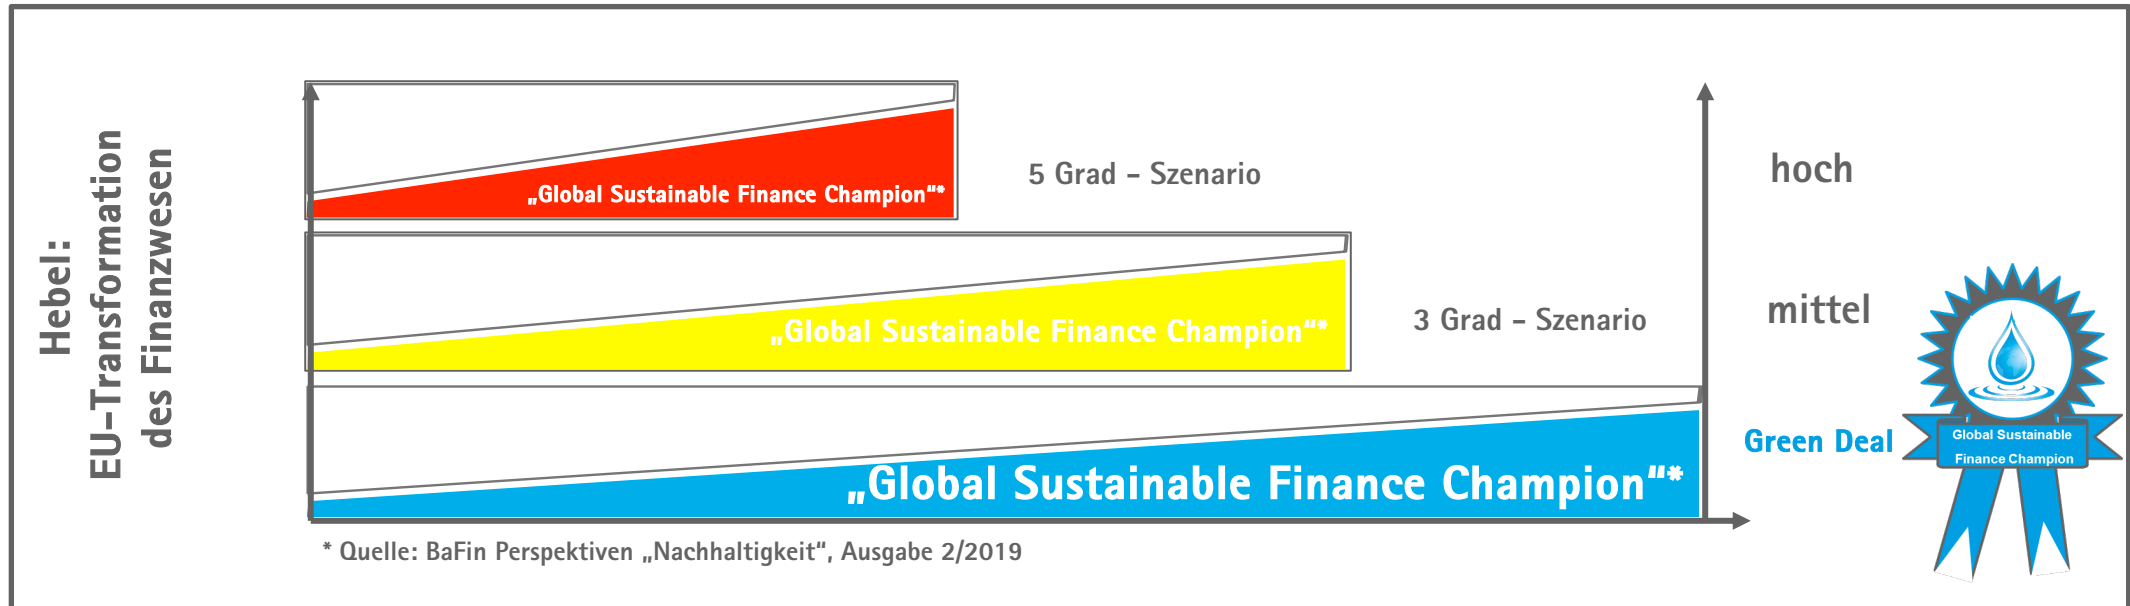 Hebel:
EU-Transformation
des Finanzwesen
„Global Sustainable Finance Champion“*
5 Grad - Szenario
hoch
„Global Sustainable Finance Champion“*
3 Grad - Szenario
mittel
„Global Sustainable Finance Champion“*
Green Deal
Global Sustainable
Finance Champion
* Quelle: BaFin Perspektiven „Nachhaltigkeit“, Ausgabe 2/2019